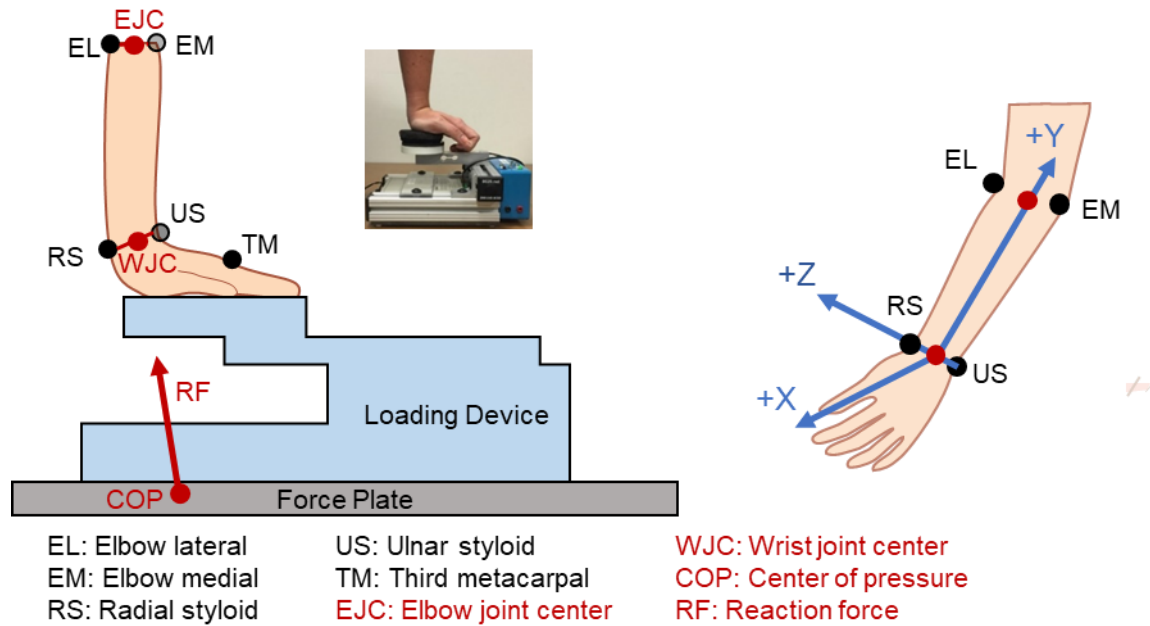 EJC
EL
EM
US
RS
WJC
TM
RF
Loading Device
COP
Force Plate
+Y
EL
EM
+Z
RS
US
+X
EL: Elbow lateral
US: Ulnar styloid
WJC: Wrist joint center
EM: Elbow medial
TM: Third metacarpal
COP: Center of pressure
RS: Radial styloid
EJC: Elbow joint center
RF: Reaction force